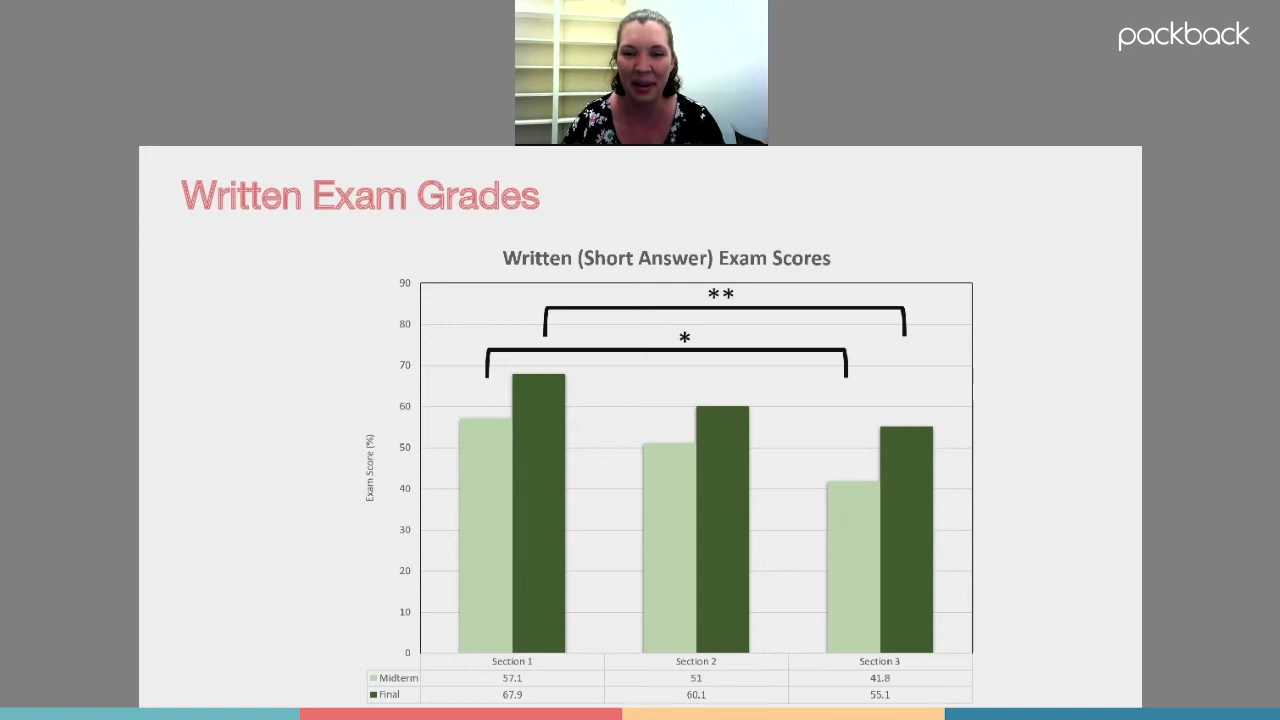 packback
Written Exam Grades
Written (Short Answer) Exam Scores
**
*
90
80
70
60
50
40
30
20
10
0
Exam Score (%)
Section 1 Section 2 Section 3
Midterm 57.1 51 41.8
Final 67.9 60.1 55.1